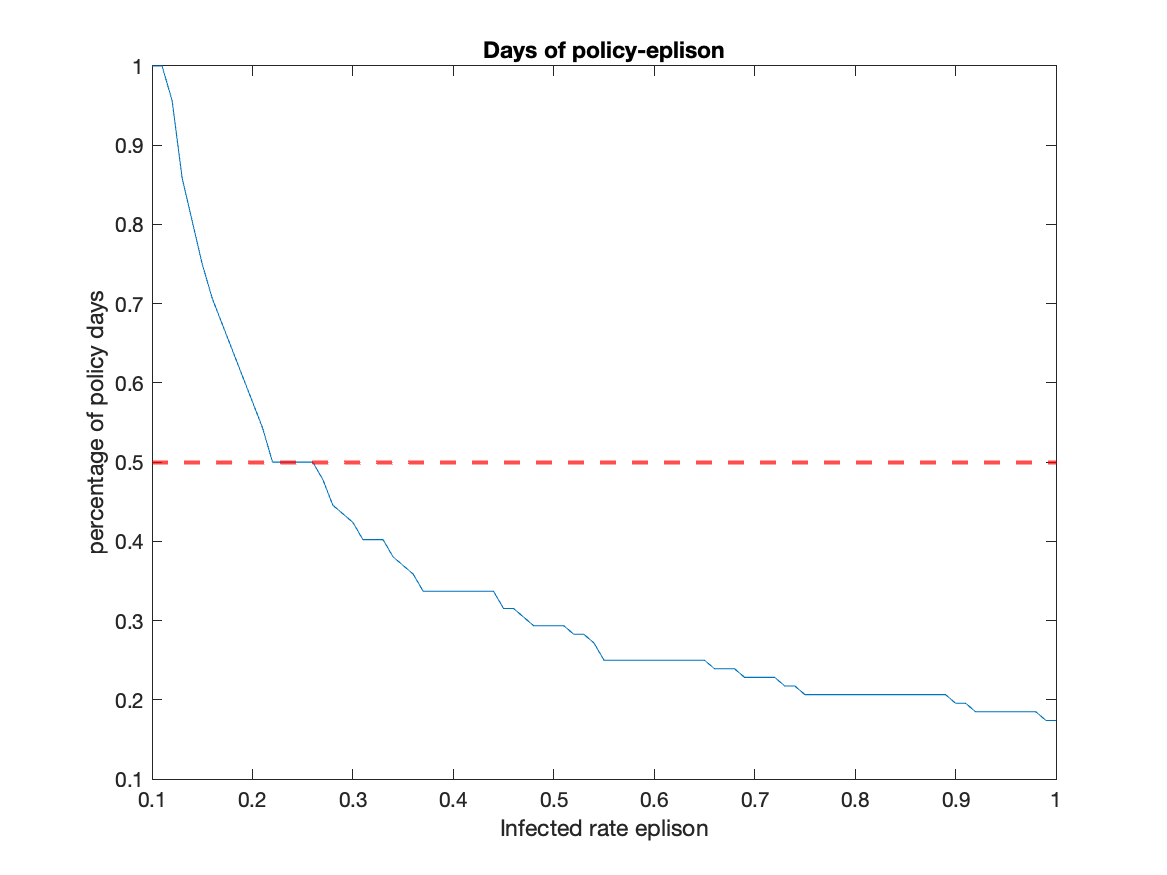 Days of policy-eplison
1
0.9
0.8
0.7
0.6
0.5
0.4
0.3
0.2
0.1
percentage of policy days
0.1 0.2 0.3 0.4 0.5 0.6 0.7 0.8 0.9 1
Infected rate eplison